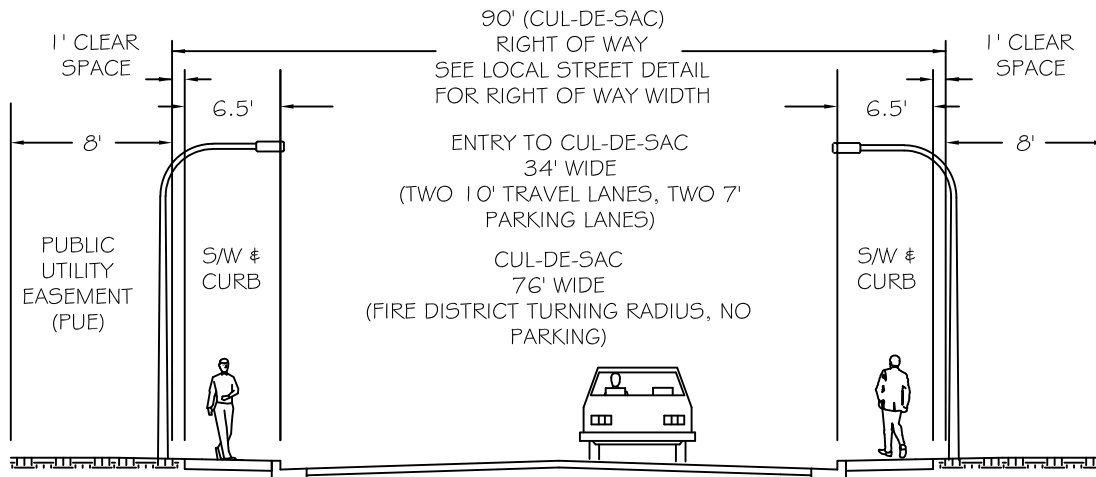 90' (CUL-DE-SAC)
RIGHT OF WAY
SEE LOCAL STREET DETAIL
FOR RIGHT OF WAY WIDTH
1' CLEAR
SPACE
1' CLEAR
SPACE
6.5'
6.5'
8'
8'
ENTRY TO CUL-DE-SAC
34' WIDE
(TWO 10' TRAVEL LANES, TWO 7'
PARKING LANES)
PUBLIC
UTILITY
EASEMENT
(PUE)
S/W &
CURB
CUL-DE-SAC
76' WIDE
(FIRE DISTRICT TURNING RADIUS, NO
PARKING)
S/W &
CURB